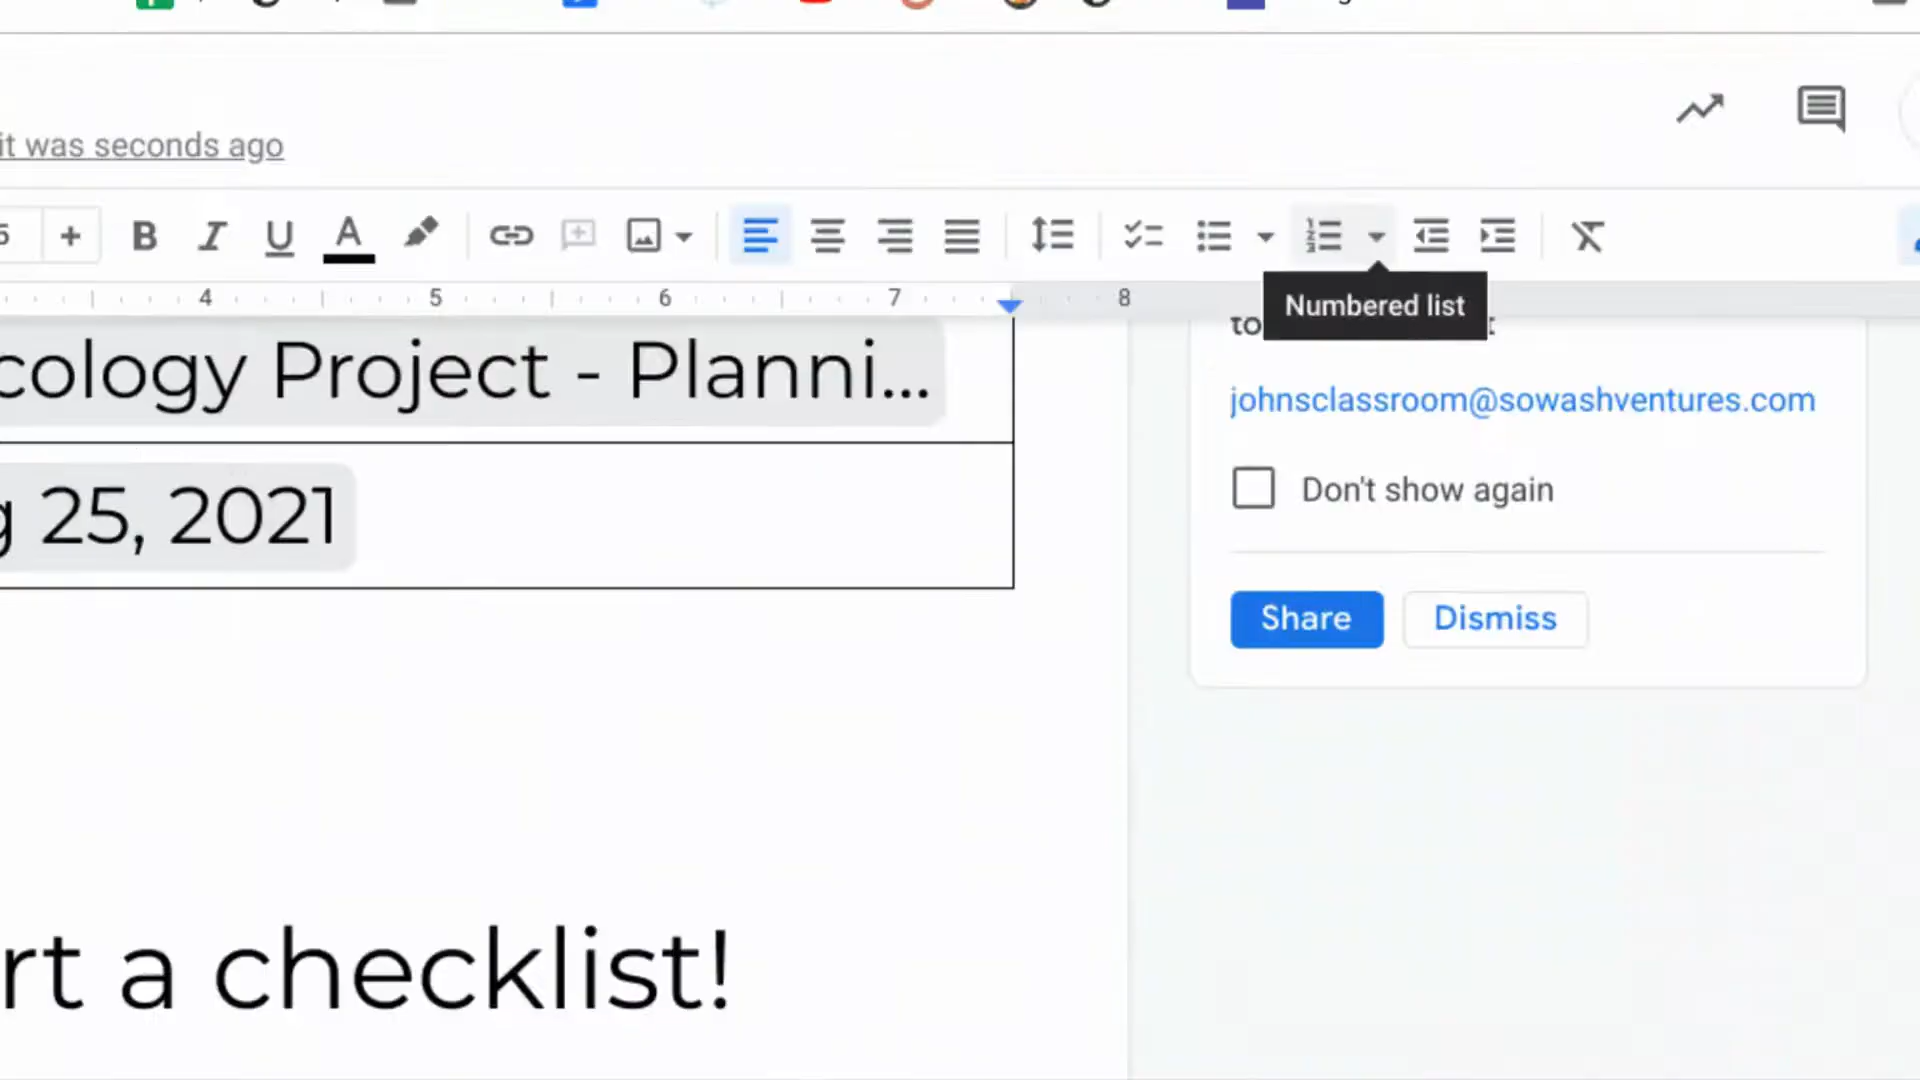 it was seconds ago
5 + B I U A
4 5 6 7 8
Numbered list
to
cology Project - Planni...
johnsclassroom@sowashventures.com
g 25, 2021
Don't show again
Share Dismiss
rt a checklist!